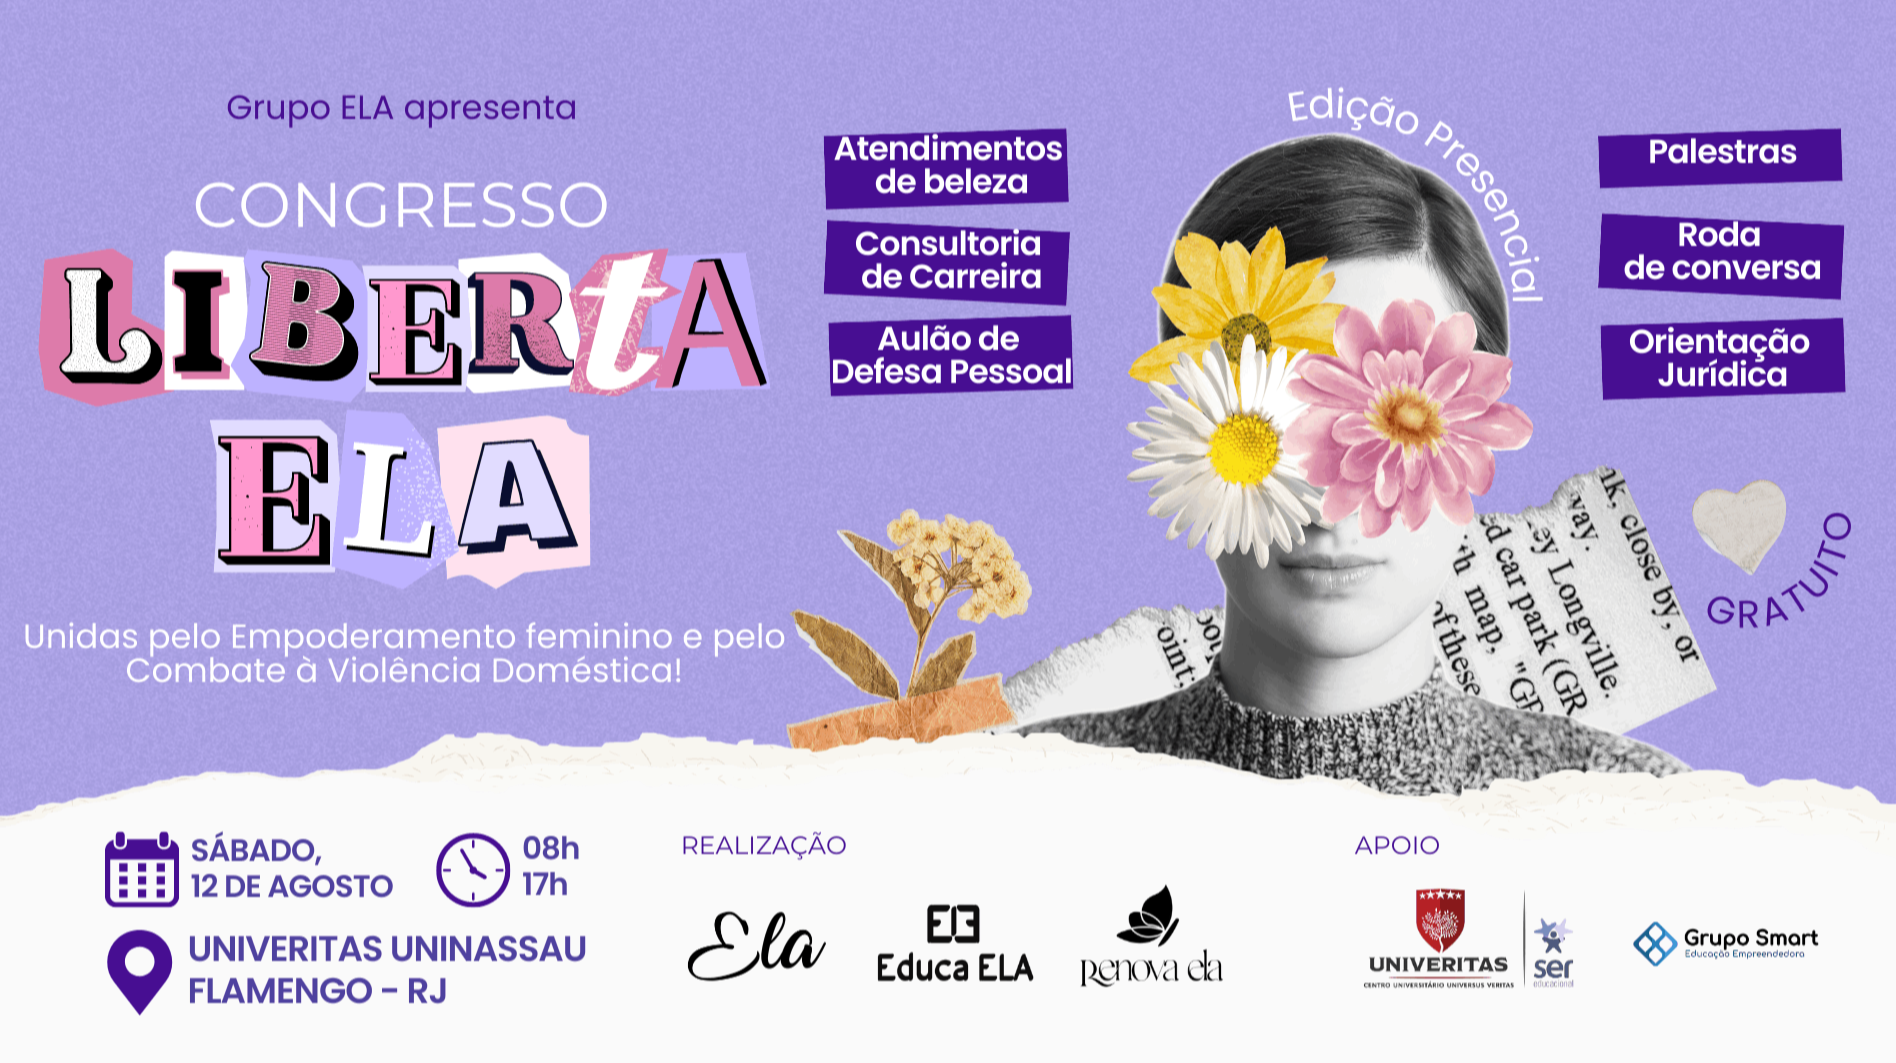 Grupo ELA apresenta
CONGRESSO
LIBERtA
ELA
Unidas pelo Empoderamento feminino e pelo
Combate à Violência Doméstica!
Atendimentos
de beleza
Consultoria
de Carreira
Aulão de
Defesa Pessoal
Edição Presencial
Palestras
Roda
de conversa
Orientação
Jurídica
GRATUITO
oint;
nk, close by, or
way.
ey Longville.
ed car park (GR
th map, "GR
of these
SÁBADO,
12 DE AGOSTO
08h
17h
UNIVERITAS UNINASSAU
FLAMENGO - RJ
REALIZAÇÃO
Ela
Educa ELA
Renova ela
APOIO
UNIVERITAS
CENTRO UNIVERSITÁRIO UNIVERSUS VERITAS
ser
educacional
Grupo Smart
Educação Empreendedora